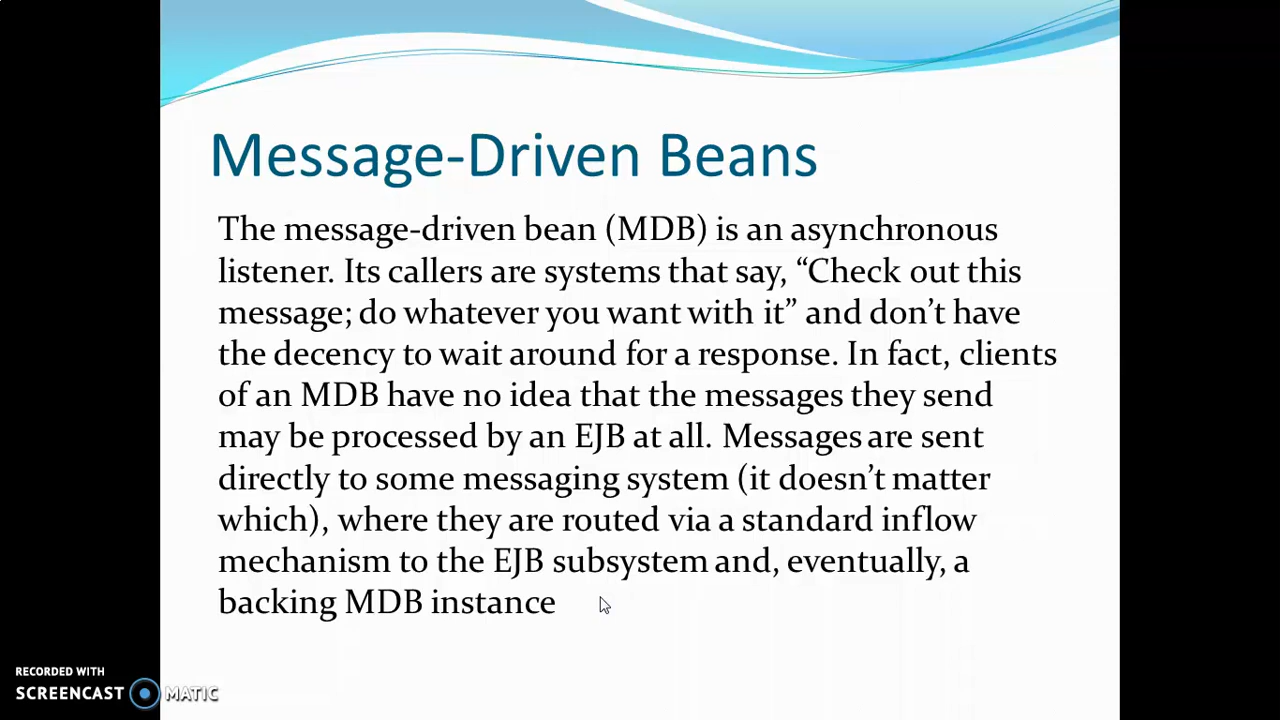 Message-Driven Beans
The message-driven bean (MDB) is an asynchronous
listener. Its callers are systems that say, “Check out this
message; do whatever you want with it” and don’t have
the decency to wait around for a response. In fact, clients
of an MDB have no idea that the messages they send
may be processed by an EJB at all. Messages are sent
directly to some messaging system (it doesn’t matter
which), where they are routed via a standard inflow
mechanism to the EJB subsystem and, eventually, a
backing MDB instance
RECORDED WITH
SCREENCAST MATIC